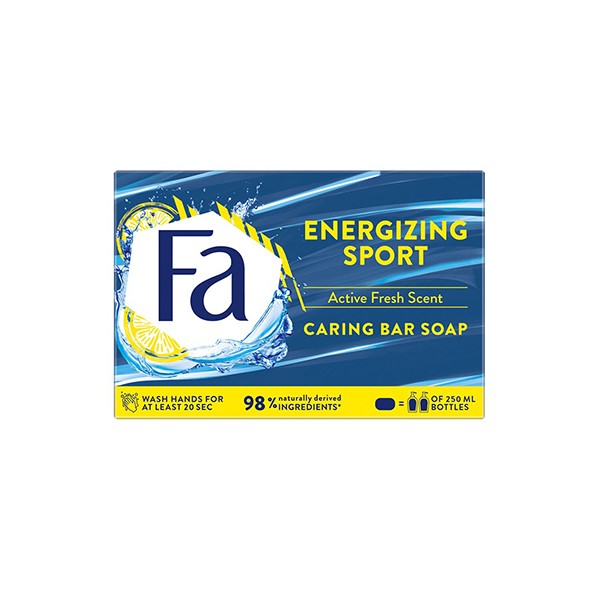 Fa
ENERGIZING
SPORT
Active Fresh Scent
CARING BAR SOAP
WASH HANDS FOR
AT LEAST 20 SEC
98% naturally derived
INGREDIENTS*
= OF 250 ML
BOTTLES